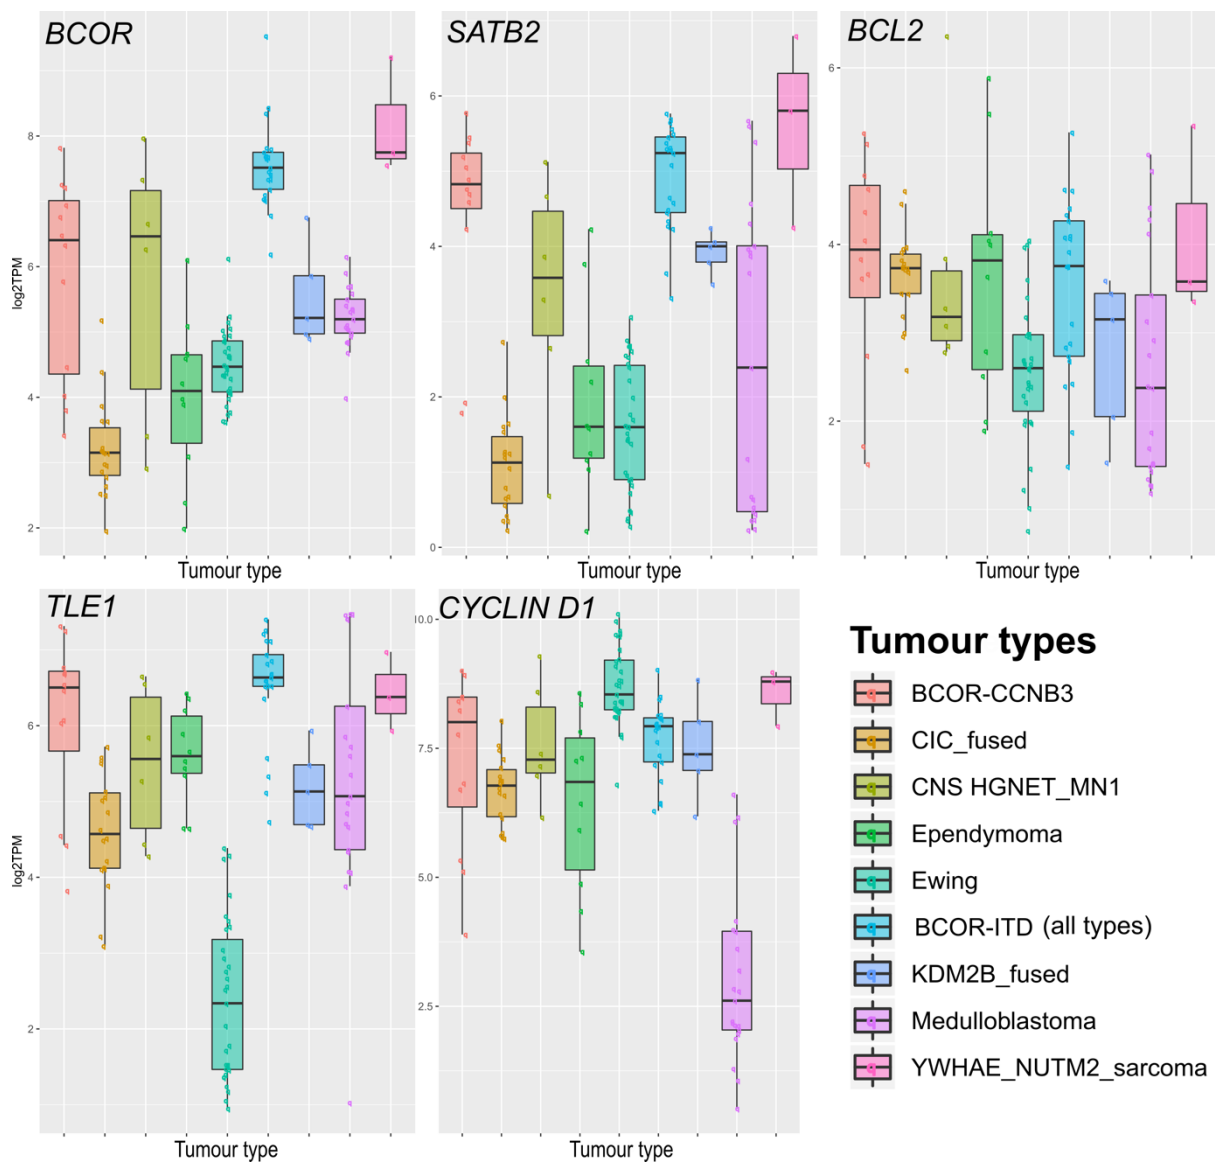 BCOR
SATB2
BCL2
8
6
4
2
log2TPM
Tumour type
6
4
2
0
Tumour type
6
4
2
Tumour type
TLE1
CYCLIN D1
6
4
2
log2TPM
Tumour type
10.0
7.5
5.0
2.5
Tumour type
Tumour types
BCOR-CCNB3
CIC_fused
CNS HGNET_MN1
Ependymoma
Ewing
BCOR-ITD (all types)
KDM2B_fused
Medulloblastoma
YWHAE_NUTM2_sarcoma